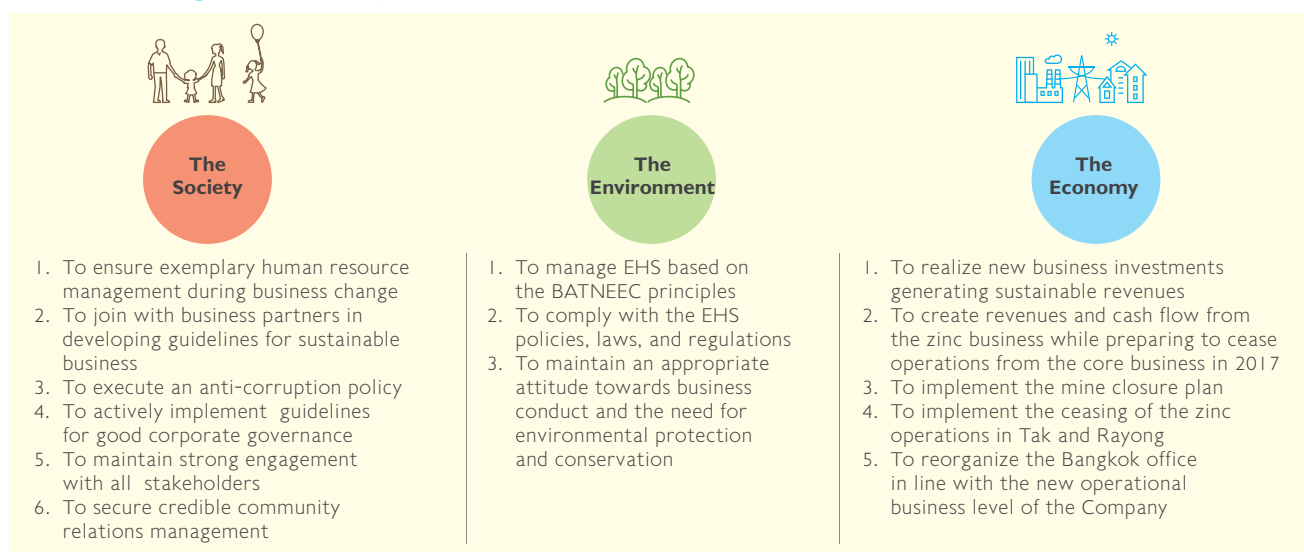 The
Society
1. To ensure exemplary human resource
management during business change
2. To join with business partners in
developing guidelines for sustainable
business
3. To execute an anti-corruption policy
4. To actively implement guidelines
for good corporate governance
5. To maintain strong engagement
with all stakeholders
6. To secure credible community
relations management
The
Environment
1. To manage EHS based on
the BATNEEC principles
2. To comply with the EHS
policies, laws, and regulations
3. To maintain an appropriate
attitude towards business
conduct and the need for
environmental protection
and conservation
The
Economy
1. To realize new business investments
generating sustainable revenues
2. To create revenues and cash flow from
the zinc business while preparing to cease
operations from the core business in 2017
3. To implement the mine closure plan
4. To implement the ceasing of the zinc
operations in Tak and Rayong
5. To reorganize the Bangkok office
in line with the new operational
business level of the Company